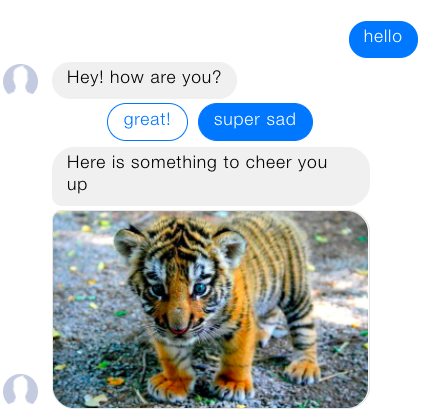 hello
Hey! how are you?
great!
super sad
Here is something to cheer you
up